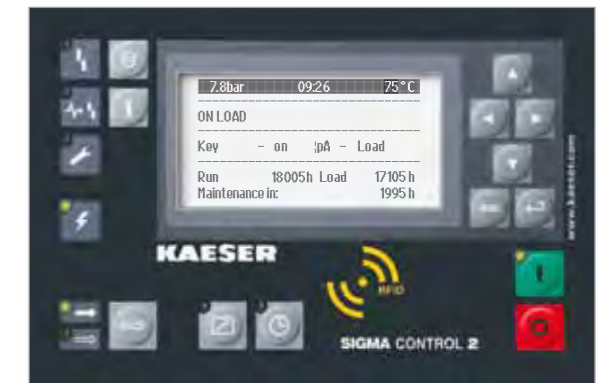 7.8bar 09:26 75°C
ON LOAD
Key - on pA - Load
Run 18005h Load 17105h
Maintenance in: 1995h
KAESER
RFID
SIGMA CONTROL 2
www.kaeser.com